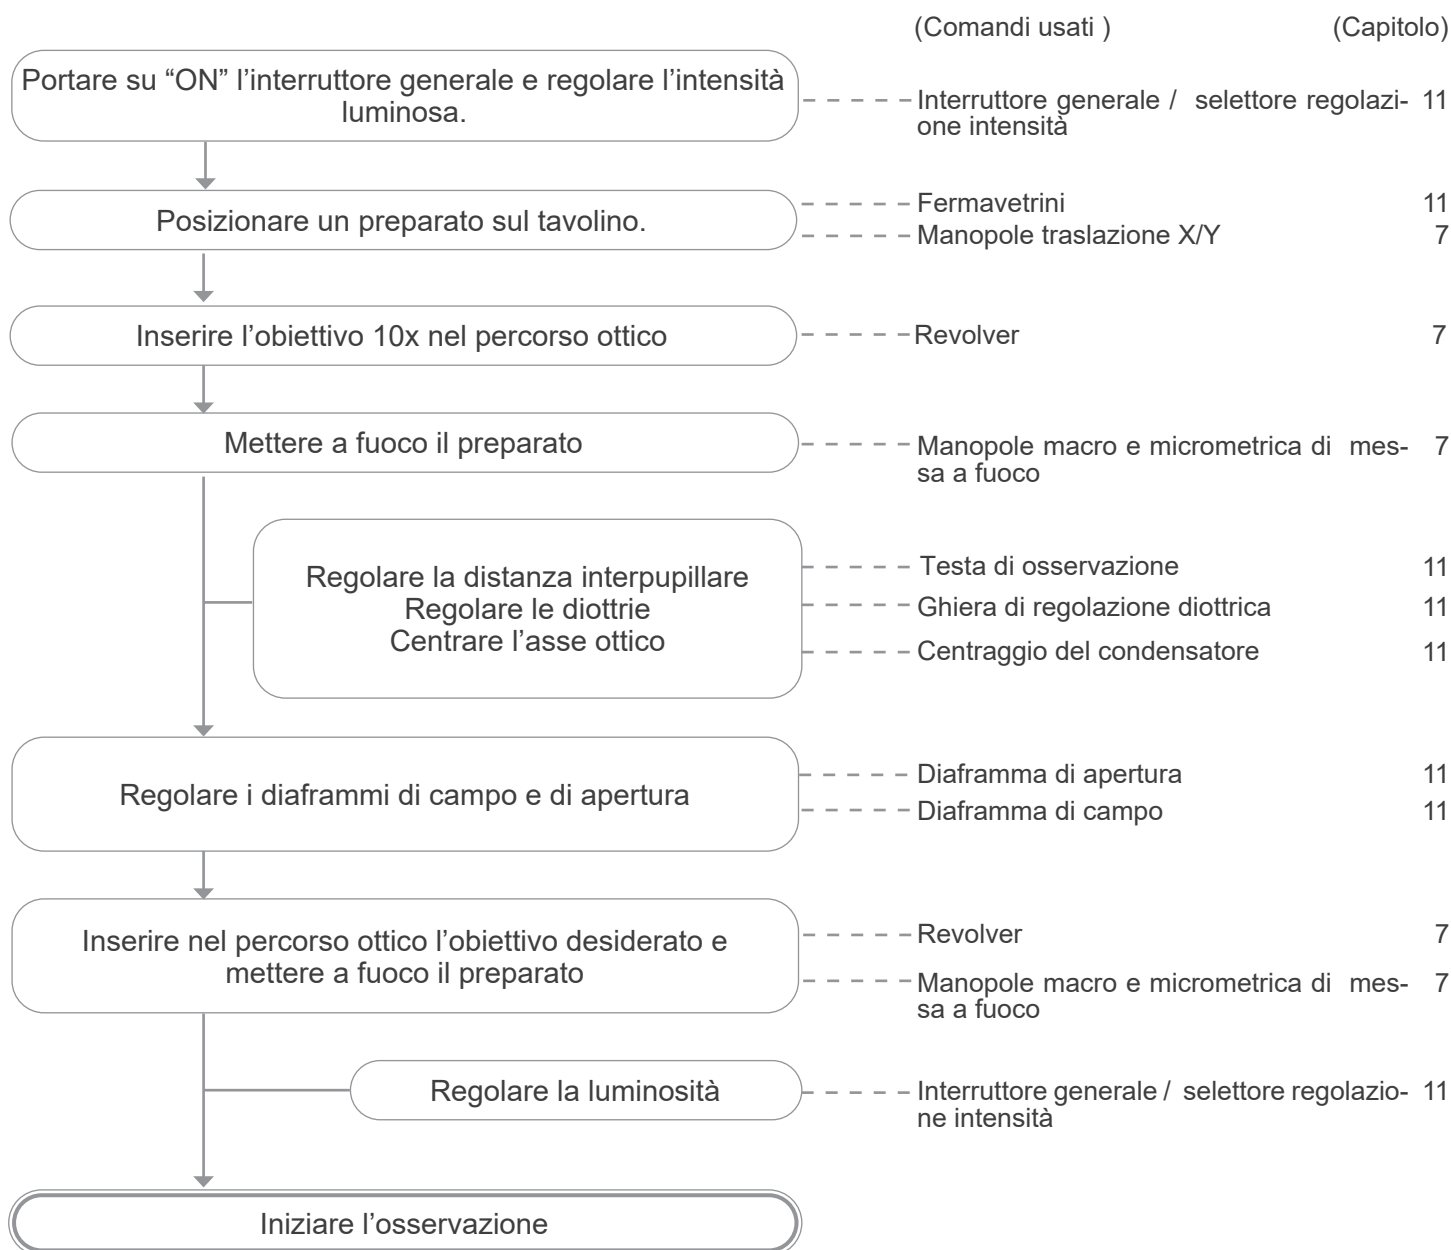 (Comandi usati ) (Capitolo)
Portare su “ON” l’interruttore generale e regolare l’intensità
luminosa.
Interruttore generale / selettore regolazi- 11
one intensità
Posizionare un preparato sul tavolino.
Fermavetrini 11
Manopole traslazione X/Y 7
Inserire l’obiettivo 10x nel percorso ottico
Revolver 7
Mettere a fuoco il preparato
Manopole macro e micrometrica di mes- 7
sa a fuoco
Regolare la distanza interpupillare
Regolare le diottrie
Centrare l’asse ottico
Testa di osservazione 11
Ghiera di regolazione diottrica 11
Centraggio del condensatore 11
Regolare i diaframmi di campo e di apertura
Diaframma di apertura 11
Diaframma di campo 11
Inserire nel percorso ottico l’obiettivo desiderato e
mettere a fuoco il preparato
Revolver 7
Manopole macro e micrometrica di mes- 7
sa a fuoco
Regolare la luminosità
Interruttore generale / selettore regolazio- 11
ne intensità
Iniziare l’osservazione